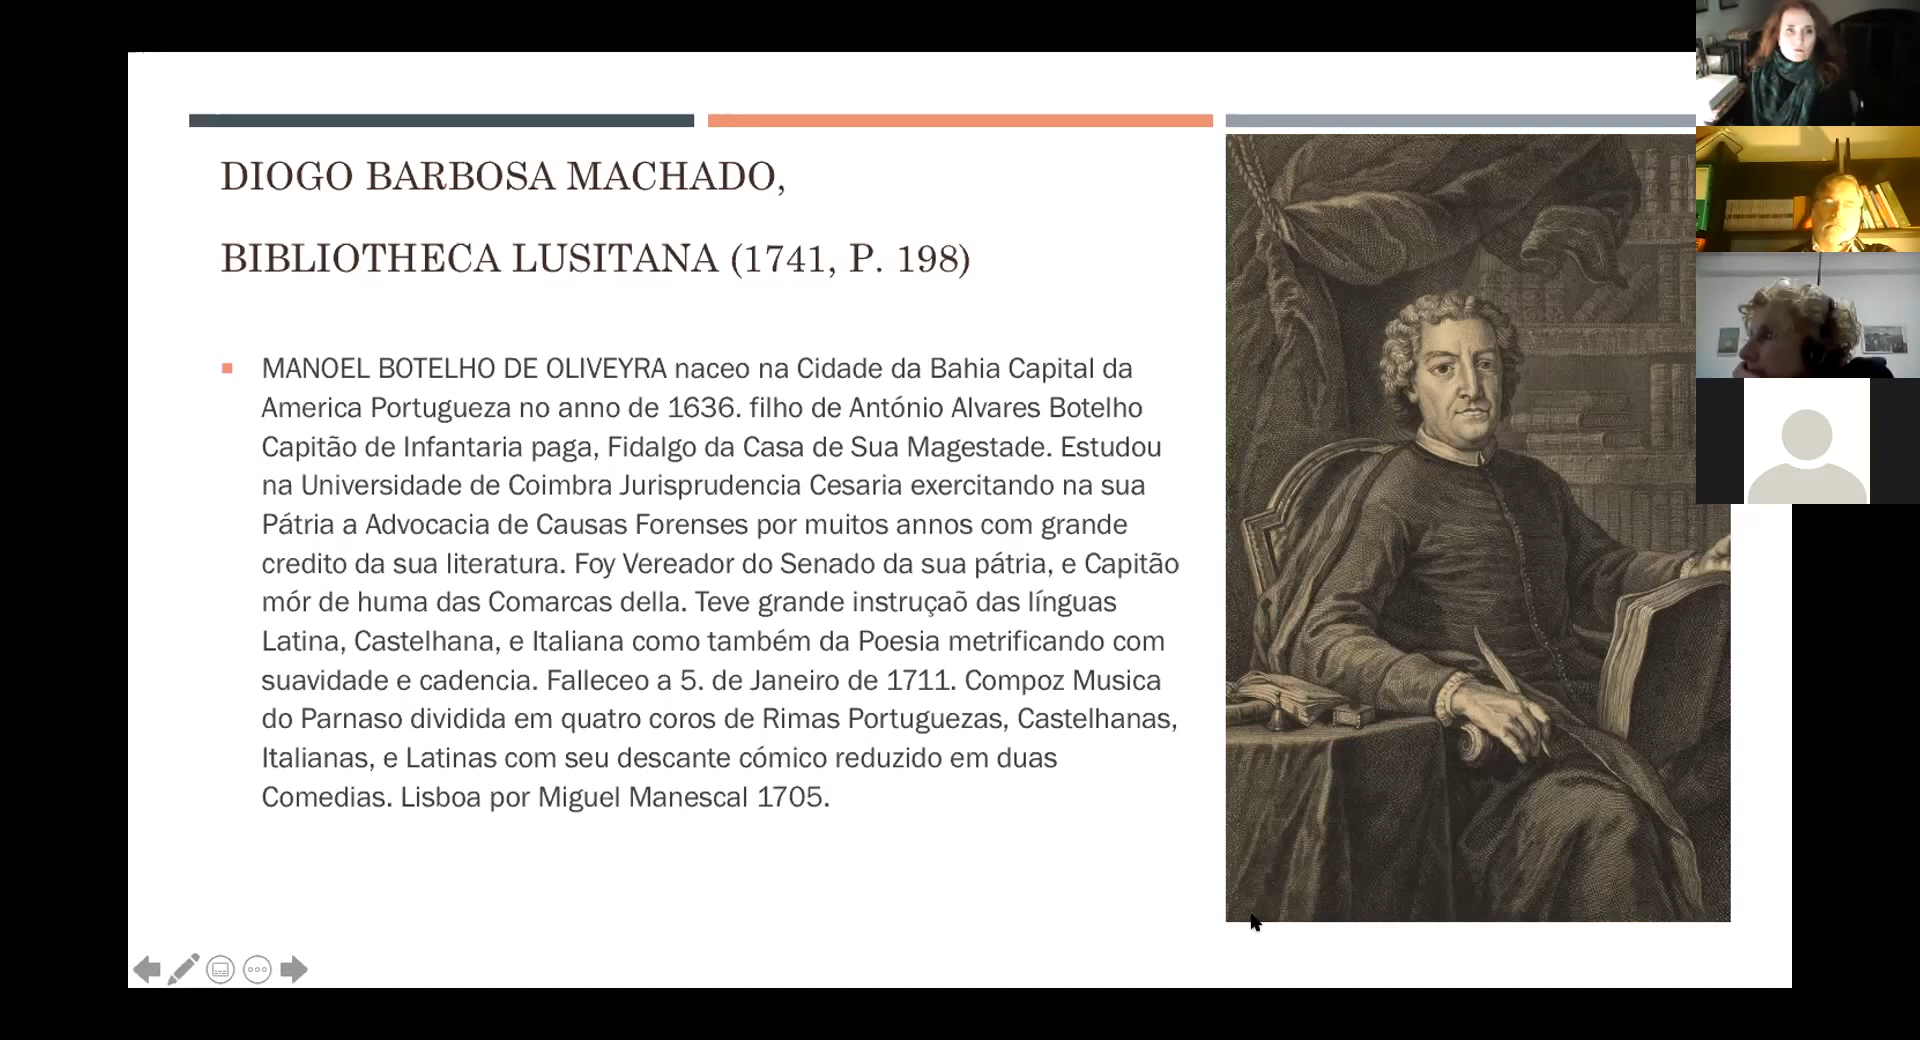 DIOGO BARBOSA MACHADO,
BIBLIOTHECA LUSITANA (1741, P. 198)
MANOEL BOTELHO DE OLIVEYRA naceo na Cidade da Bahia Capital da
America Portugueza no anno de 1636. filho de António Alvares Botelho
Capitão de Infantaria paga, Fidalgo da Casa de Sua Magestade. Estudou
na Universidade de Coimbra Jurisprudencia Cesaria exercitando na sua
Pátria a Advocacia de Causas Forenses por muitos annos com grande
credito da sua literatura. Foy Vereador do Senado da sua pátria, e Capitão
mór de huma das Comarcas della. Teve grande instruçaõ das línguas
Latina, Castelhana, e Italiana como também da Poesia metrificando com
suavidade e cadencia. Falleceo a 5. de Janeiro de 1711. Compoz Musica
do Parnaso dividida em quatro coros de Rimas Portuguezas, Castelhanas,
Italianas, e Latinas com seu descante cómico reduzido em duas
Comedias. Lisboa por Miguel Manescal 1705.